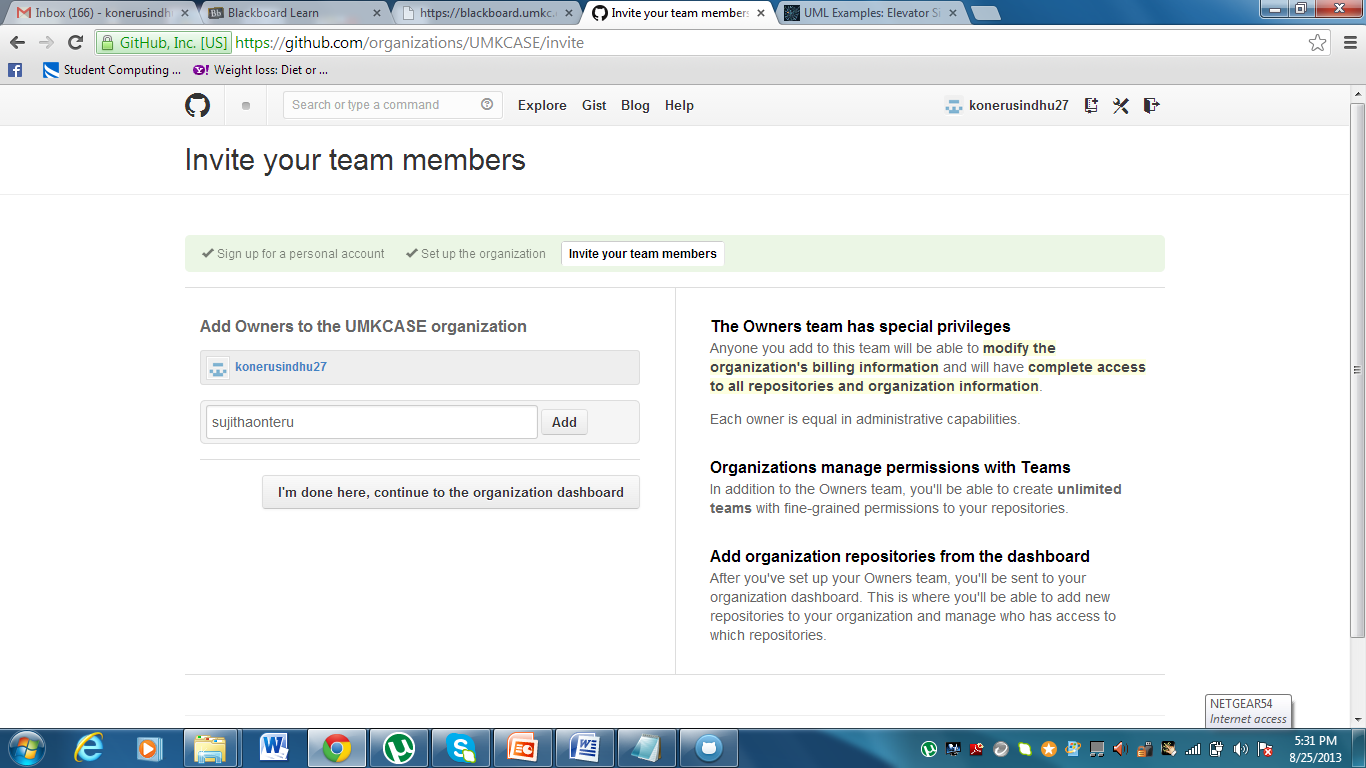 Inbox (166) - konerusindh
Blackboard Learn
https://blackboard.umkc.
Invite your team members
UML Examples: Elevator Si
GitHub, Inc. [US]
https://github.com/organizations/UMKCASE/invite
Student Computing ...
Weight loss: Diet or ...
Search or type a command
Explore
Gist
Blog
Help
konerusindhu27
Invite your team members
Sign up for a personal account
Set up the organization
Invite your team members
Add Owners to the UMKCASE organization
konerusindhu27
sujithaonteru
Add
I'm done here, continue to the organization dashboard
The Owners team has special privileges
Anyone you add to this team will be able to modify the
organization's billing information and will have complete access
to all repositories and organization information.
Each owner is equal in administrative capabilities.
Organizations manage permissions with Teams
In addition to the Owners team, you'll be able to create unlimited
teams with fine-grained permissions to your repositories.
Add organization repositories from the dashboard
After you've set up your Owners team, you'll be sent to your
organization dashboard. This is where you'll be able to add new
repositories to your organization and manage who has access to
which repositories.
NETGEAR54
Internet access
5:31 PM
8/25/2013